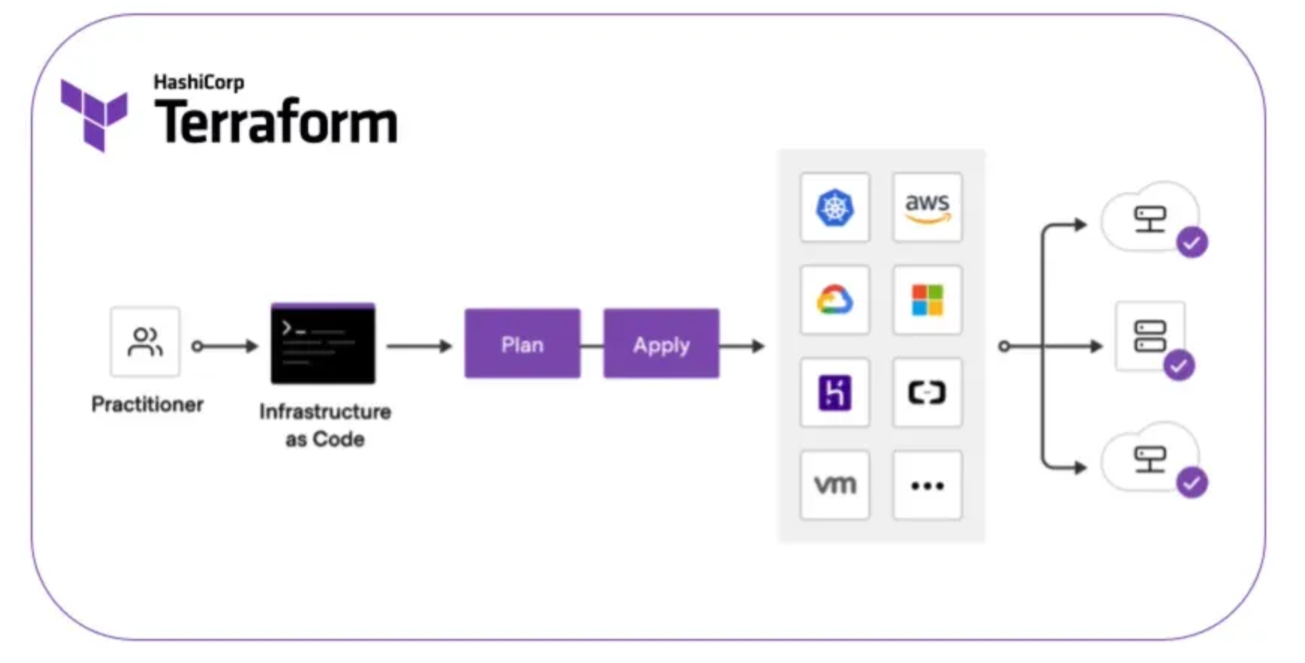 HashiCorp
Terraform
Practitioner
Infrastructure
as Code
Plan
Apply
aws
vm